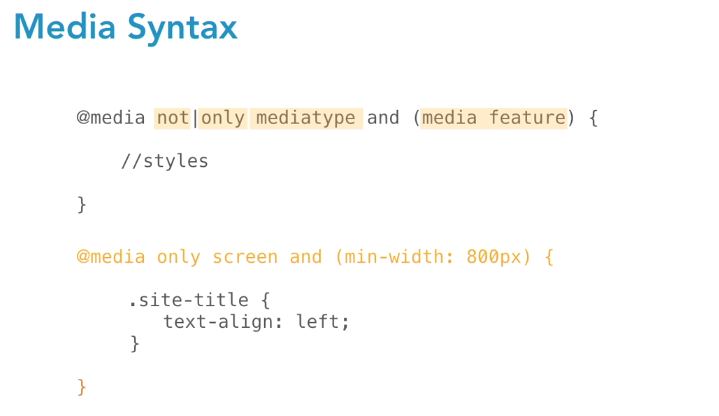 Media Syntax
@media not|only mediatype and (media feature) {
//styles
}
@media only screen and (min-width: 800px) {
.site-title {
text-align: left;
}
}